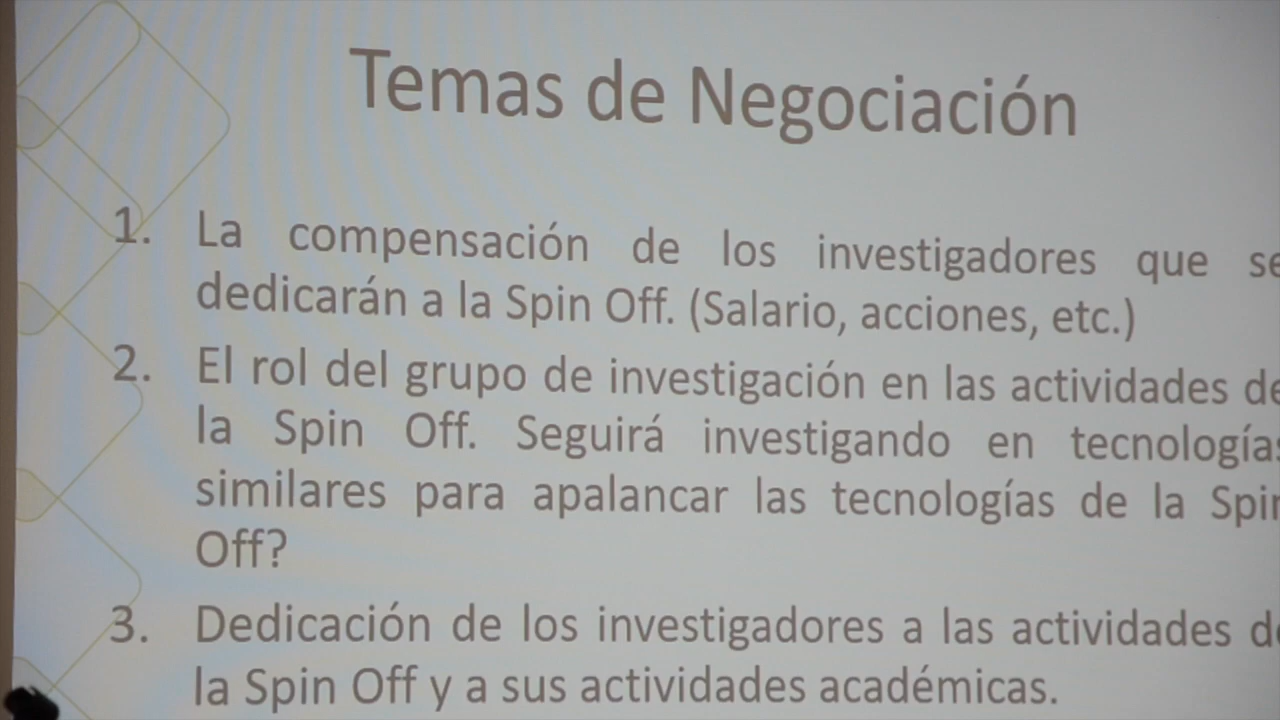 Temas de Negociación
1. La compensación de los investigadores que se
dedicarán a la Spin Off. (Salario, acciones, etc.)
2. El rol del grupo de investigación en las actividades de
la Spin Off. Seguirá investigando en tecnologías
similares para apalancar las tecnologías de la Spin
Off?
3. Dedicación de los investigadores a las actividades de
la Spin Off y a sus actividades académicas.